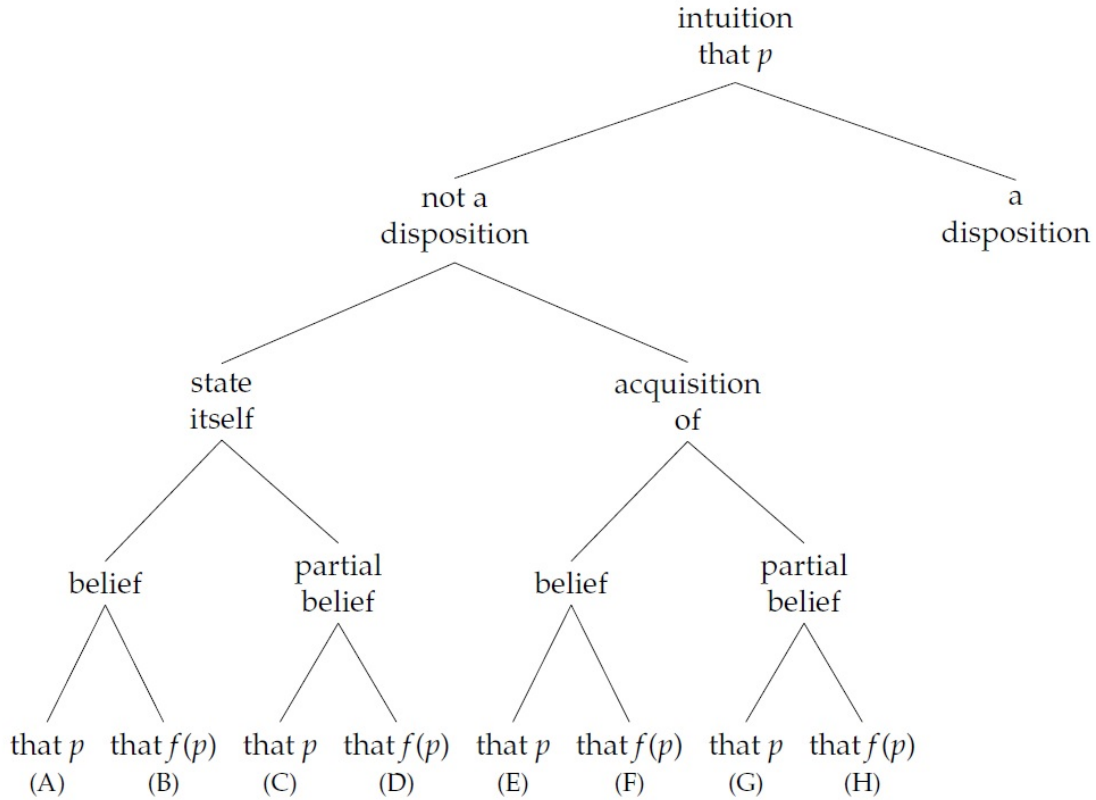 intuition
that p
not a
disposition
a
disposition
state
itself
acquisition
of
belief
partial
belief
belief
partial
belief
that p
(A)
that f(p)
(B)
that p
(C)
that f(p)
(D)
that p
(E)
that f(p)
(F)
that p
(G)
that f(p)
(H)